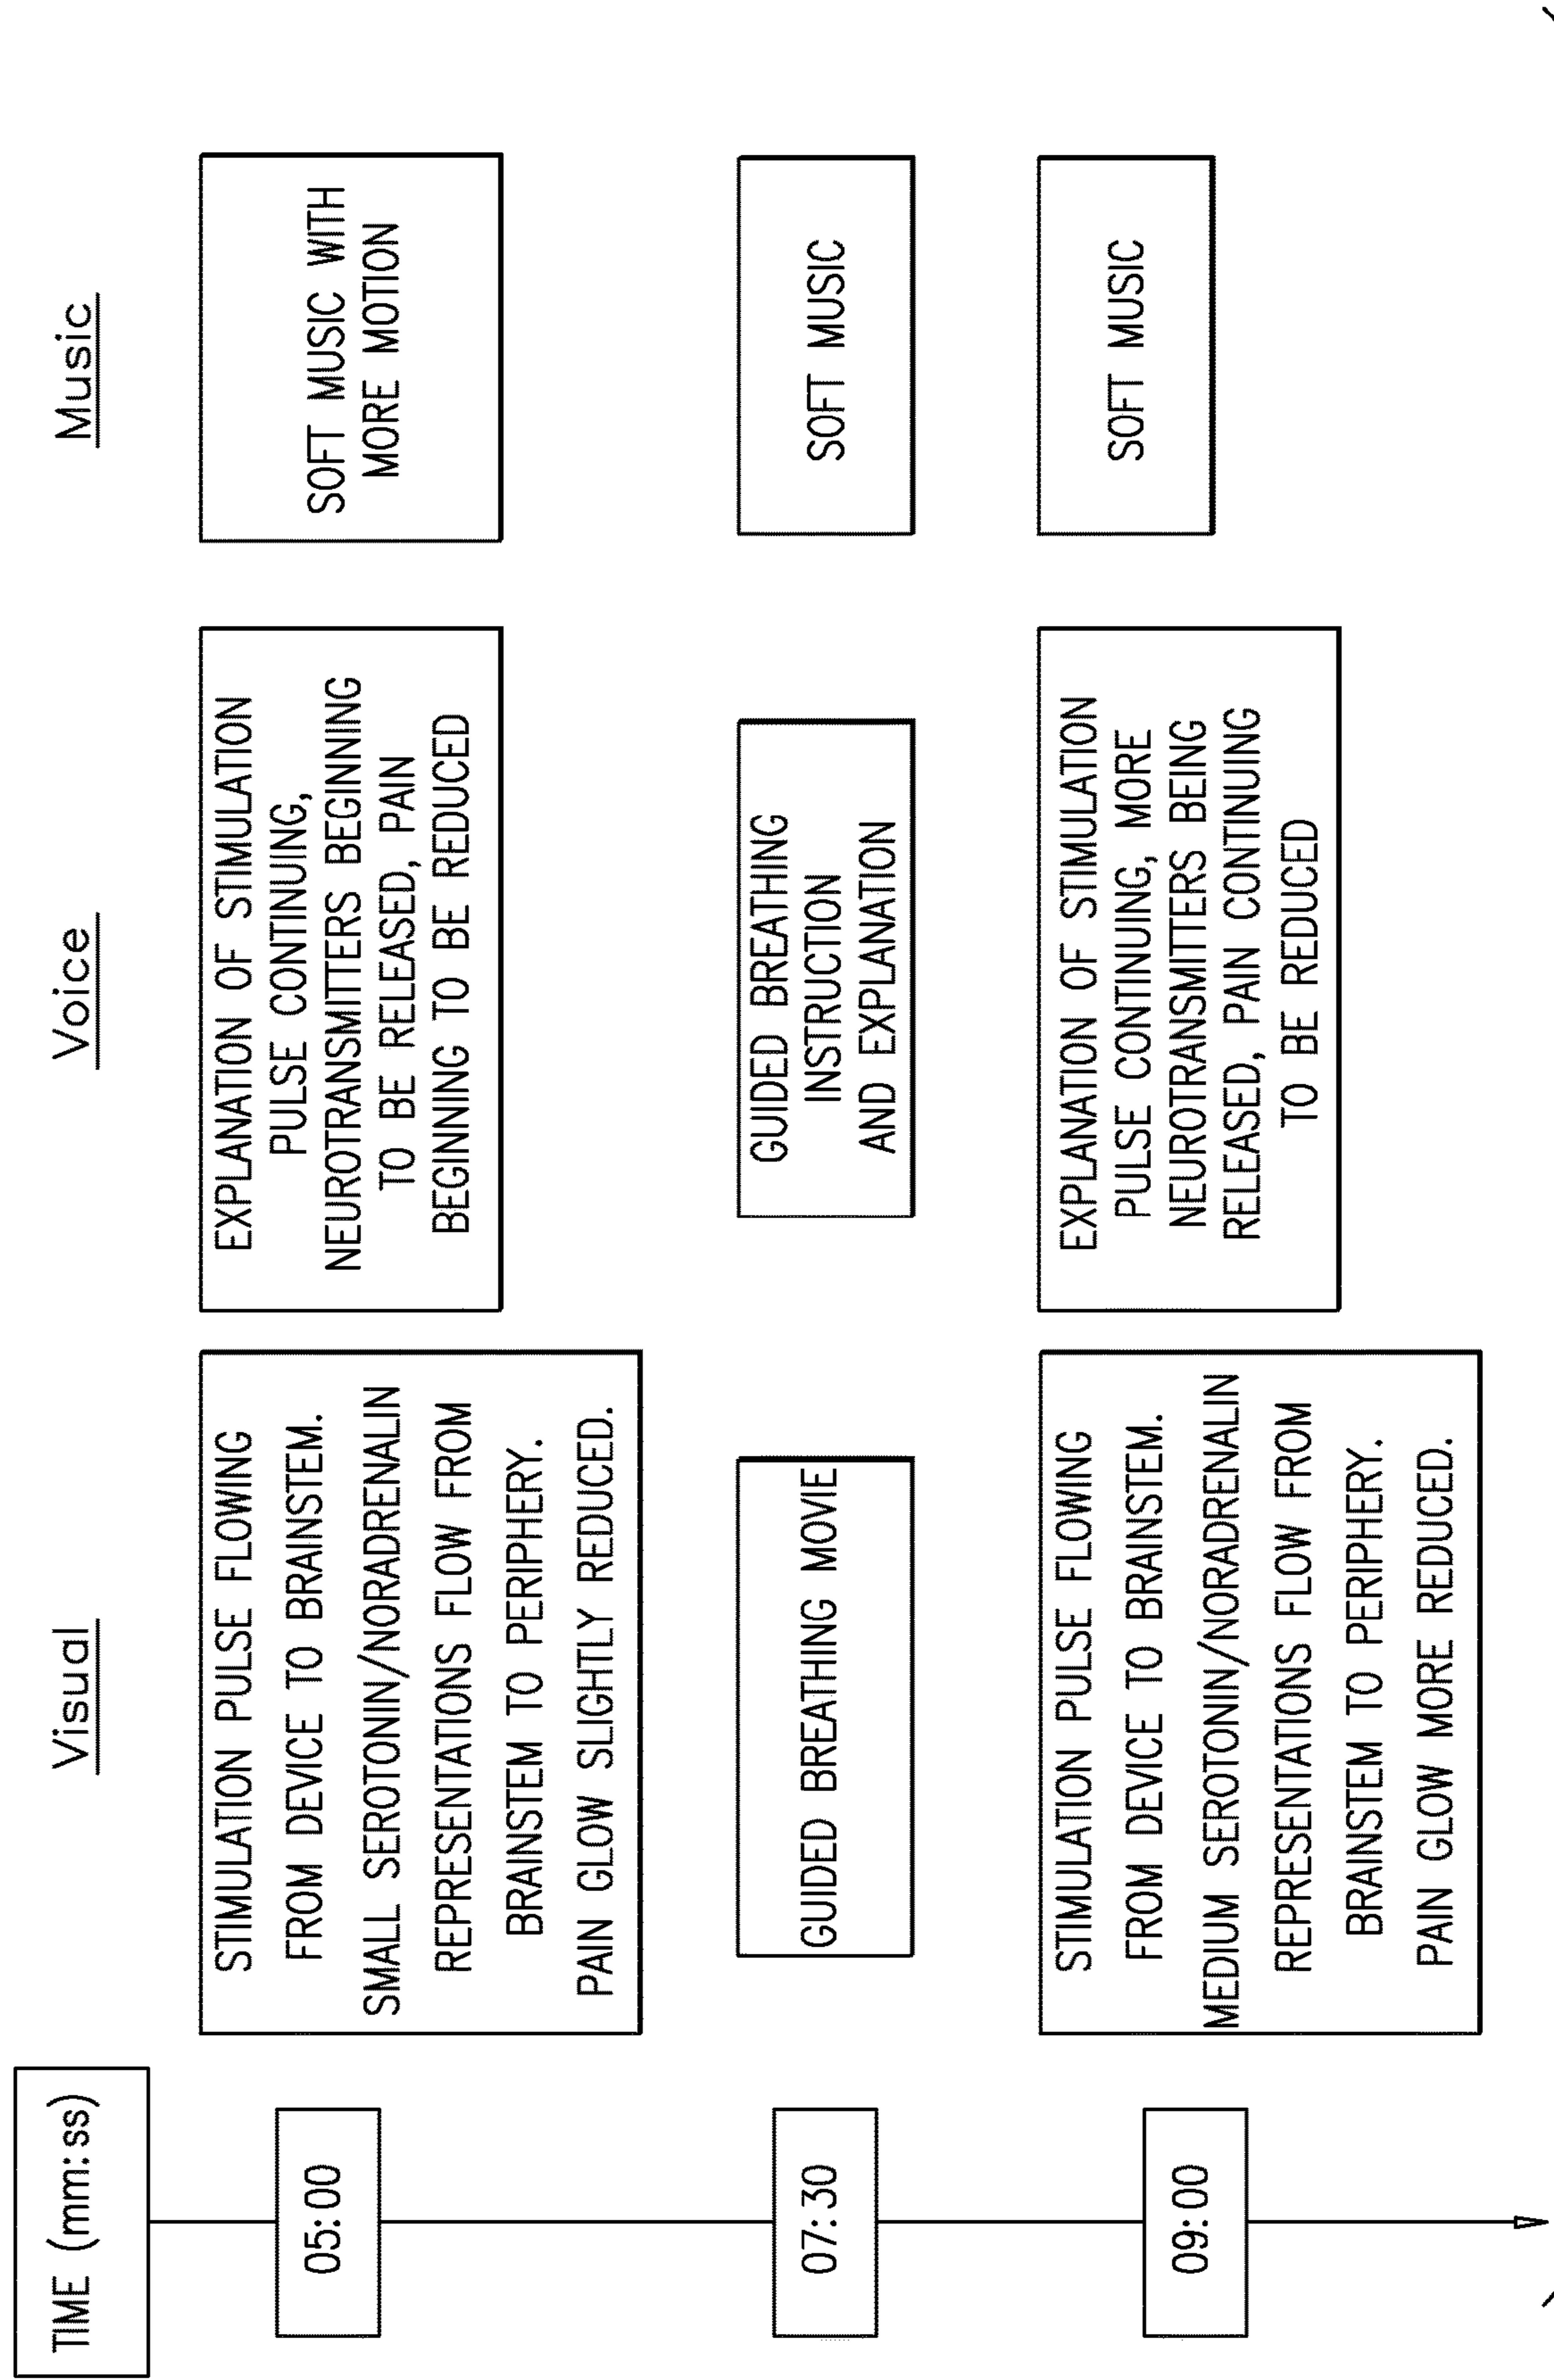 TIME (mm:ss)
Visual
Voice
Music
05:00
STIMULATION PULSE FLOWING
FROM DEVICE TO BRAINSTEM.
SMALL SEROTONIN/NORADRENALIN
REPRESENTATIONS FLOW FROM
BRAINSTEM TO PERIPHERY.
PAIN GLOW SLIGHTLY REDUCED.
EXPLANATION OF STIMULATION
PULSE CONTINUING,
NEUROTRANSMITTERS BEGINNING
TO BE RELEASED, PAIN
BEGINNING TO BE REDUCED
SOFT MUSIC WITH
MORE MOTION
07:30
GUIDED BREATHING MOVIE
GUIDED BREATHING
INSTRUCTION
AND EXPLANATION
SOFT MUSIC
09:00
STIMULATION PULSE FLOWING
FROM DEVICE TO BRAINSTEM.
MEDIUM SEROTONIN/NORADRENALIN
REPRESENTATIONS FLOW FROM
BRAINSTEM TO PERIPHERY.
PAIN GLOW MORE REDUCED.
EXPLANATION OF STIMULATION
PULSE CONTINUING, MORE
NEUROTRANSMITTERS BEING
RELEASED, PAIN CONTINUING
TO BE REDUCED
SOFT MUSIC